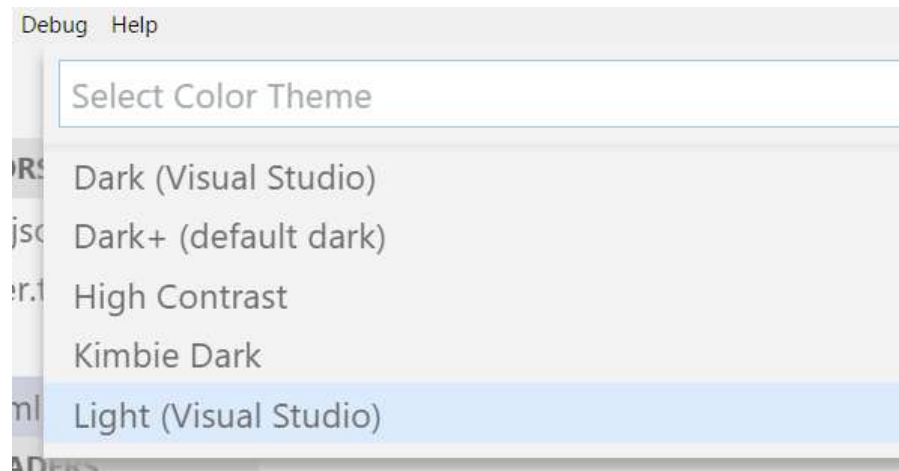 Debug Help
Select Color Theme
Dark (Visual Studio)
Dark+ (default dark)
High Contrast
Kimbie Dark
Light (Visual Studio)